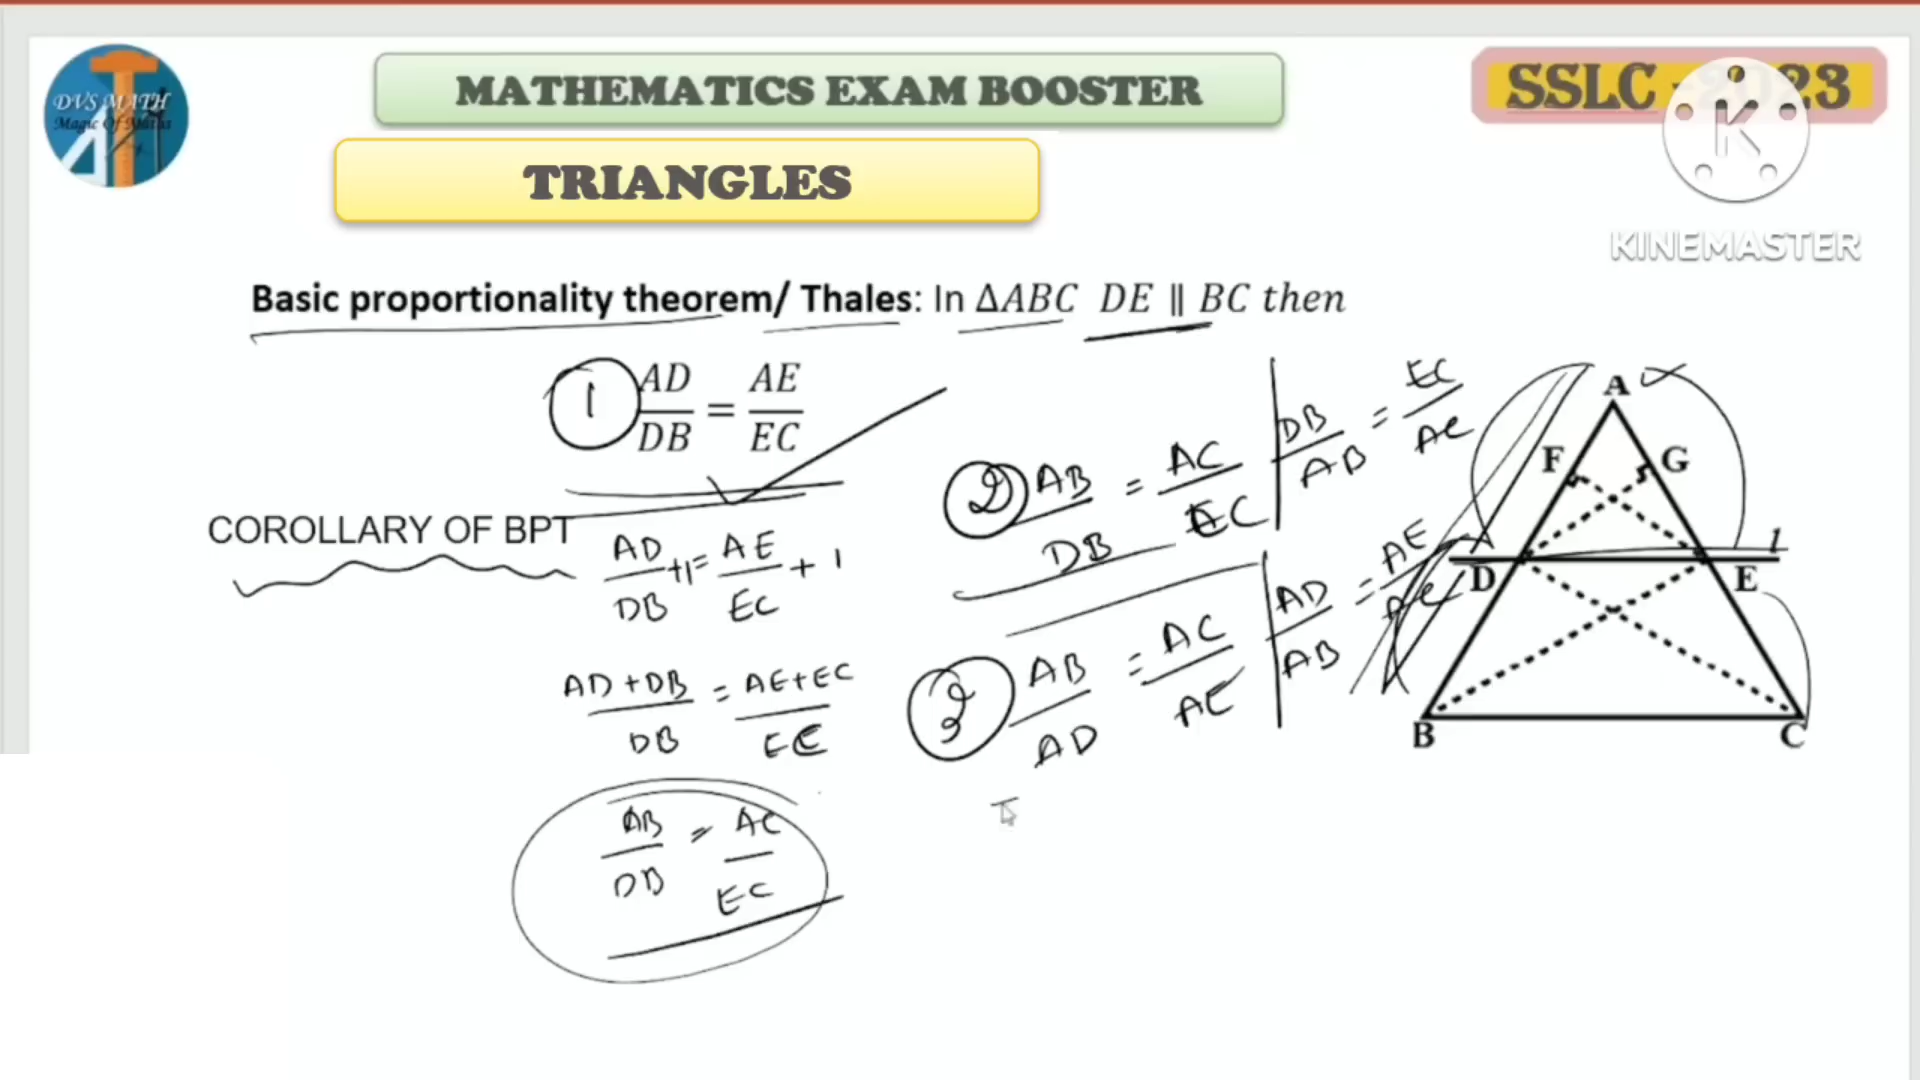 DVS MATH
Magic Of Maths
MATHEMATICS EXAM BOOSTER
SSLC - 2023
K
KINEMASTER
TRIANGLES
Basic proportionality theorem/ Thales: In ΔABC DE ∥ BC then
1 AD/DB = AE/EC
COROLLARY OF BPT
AD/DB +1 = AE/EC + 1
AD+DB/DB = AE+EC/EC
AB/DB = AC/EC
2 AB/DB = AC/EC | DB/AB = EC/AC
3 AB/AD = AC/AE | AD/AB = AE/AC
A
F G
l
D E
B C